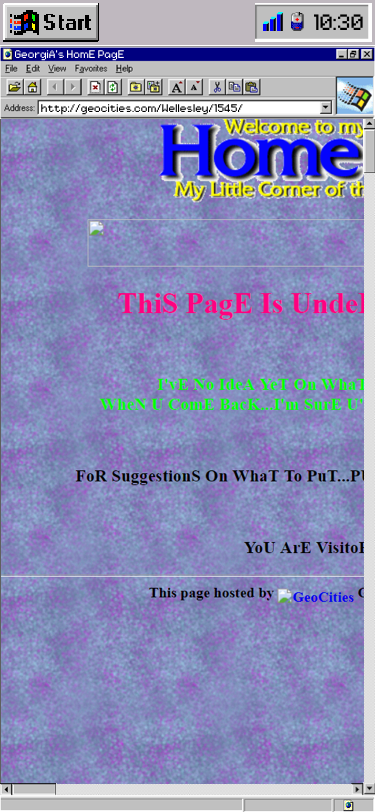 Start
10:30
GeorgiA's HomE PagE
File Edit View Favorites Help
Address: http://geocities.com/Wellesley/1545/
Welcome to my
Home
My Little Corner of th
ThiS PagE Is Unde
I'vE No IdeA YeT On Wha
WheN U ComE BacK...I'm SurE U'
FoR SuggestionS On WhaT To PuT...P
YoU ArE VisitoR
This page hosted by GeoCities G